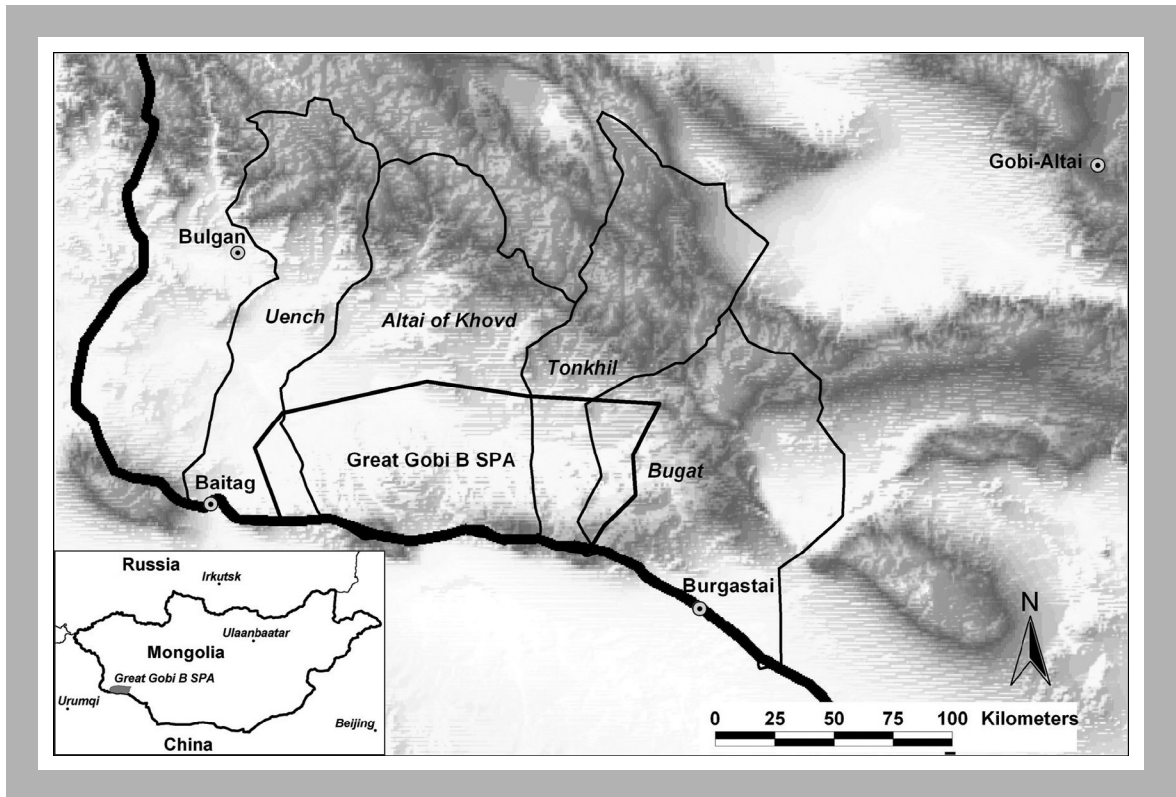 Gobi-Altai
Bulgan
Uench
Altai of Khovd
Tonkhil
Great Gobi B SPA
Bugat
Baitag
Burgastai
N
0 25 50 75 100 Kilometers
Russia
Irkutsk
Ulaanbaatar
Mongolia
Great Gobi B SPA
Urumqi
Beijing
China